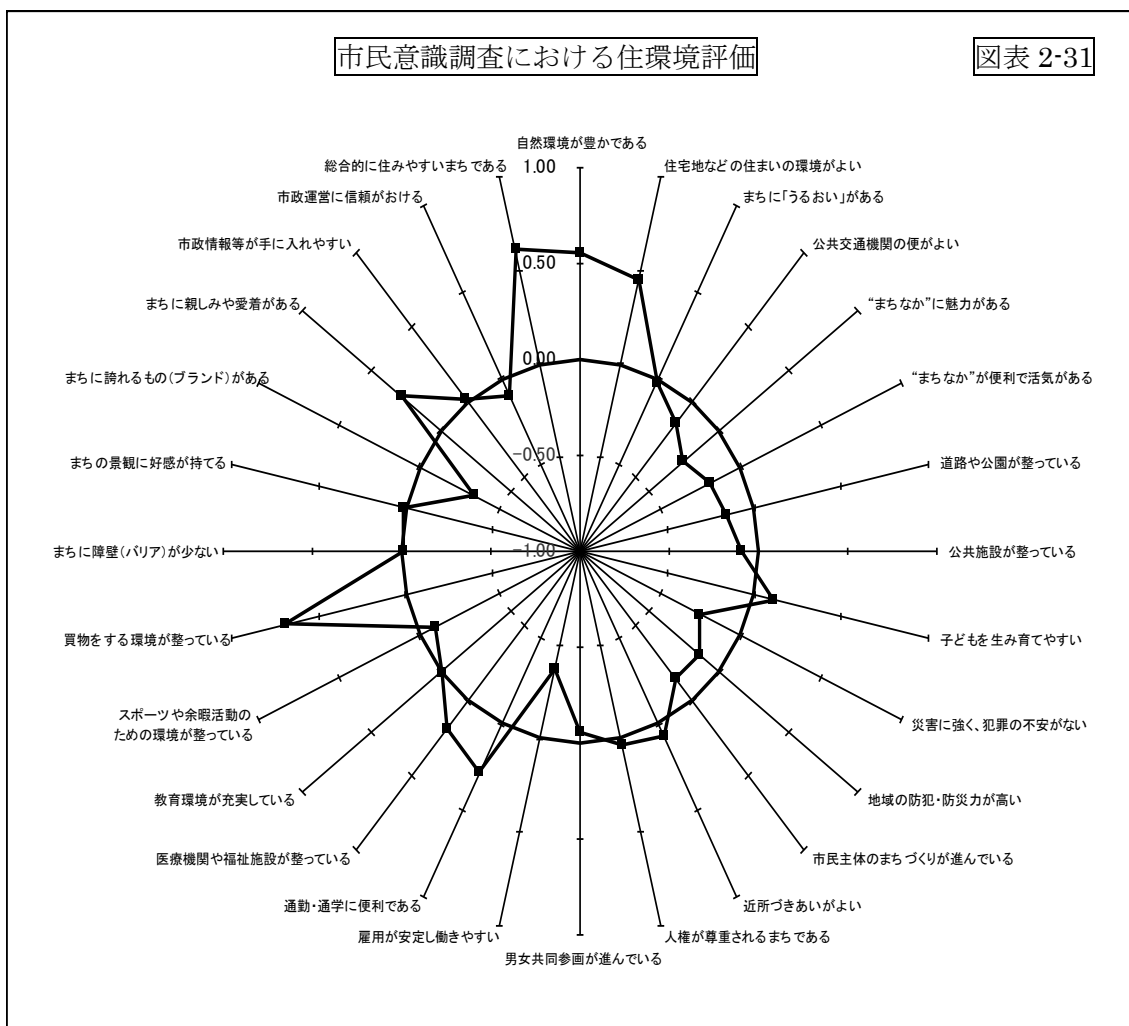 市民意識調査における住環境評価
図表 2-31
自然環境が豊かである
住宅地などの住まいの環境がよい
まちに「うるおい」がある
公共交通機関の便がよい
“まちなか”に魅力がある
“まちなか”が便利で活気がある
道路や公園が整っている
公共施設が整っている
子どもを生み育てやすい
災害に強く、犯罪の不安がない
地域の防犯・防災力が高い
市民主体のまちづくりが進んでいる
近所づきあいがよい
人権が尊重されるまちである
男女共同参画が進んでいる
雇用が安定し働きやすい
通勤・通学に便利である
医療機関や福祉施設が整っている
教育環境が充実している
スポーツや余暇活動の
ための環境が整っている
買物をする環境が整っている
まちに障壁(バリア)が少ない
まちの景観に好感が持てる
まちに誇れるもの(ブランド)がある
まちに親しみや愛着がある
市政情報等が手に入れやすい
市政運営に信頼がおける
総合的に住みやすいまちである
1.00
0.50
0.00
-0.50
-1.00